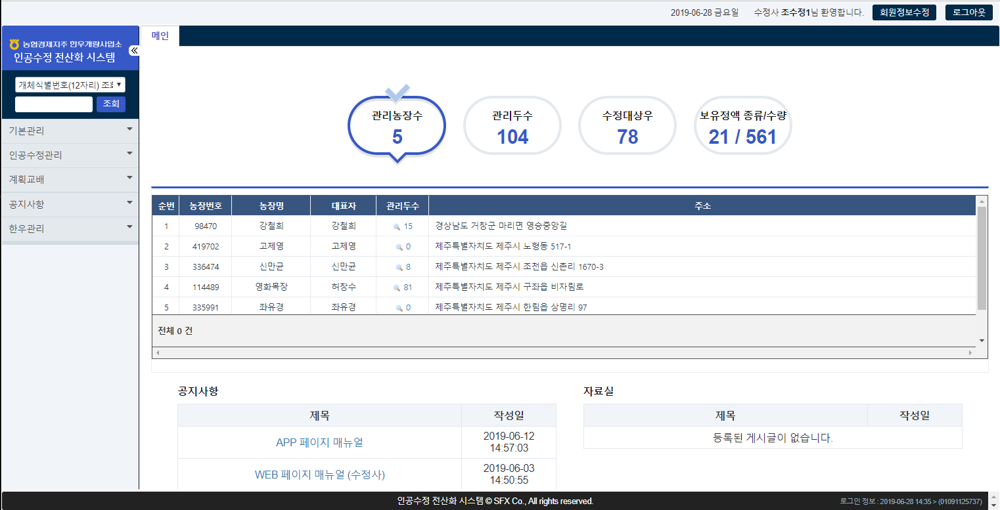 2019-06-28 금요일 수정사 조수정1님 환영합니다. 회원정보수정 로그아웃
농협경제지주 한우개량사업소
인공수정 전산화 시스템
메인
개체식별번호(12자리) 조회
조회
기본관리
인공수정관리
계획교배
공지사항
한우관리
관리농장수 관리두수 수정대상우 보유정액 종류/수량
5 104 78 21 / 561
순번 농장번호 농장명 대표자 관리두수 주소
1 98470 강철희 강철희 15 경상남도 거창군 마리면 영승중앙길
2 419702 고제영 고제영 0 제주특별자치도 제주시 노형동 517-1
3 336474 신만균 신만균 8 제주특별자치도 제주시 조천읍 신촌리 1670-3
4 114489 영화목장 허창수 81 제주특별자치도 제주시 구좌읍 비자림로
5 335991 좌유경 좌유경 0 제주특별자치도 제주시 한림읍 상명리 97
전체 0 건
공지사항
제목 작성일
APP 페이지 매뉴얼 2019-06-12 14:57:03
WEB 페이지 매뉴얼 (수정사) 2019-06-03 14:50:55
자료실
제목 작성일
등록된 게시글이 없습니다.
인공수정 전산화 시스템 © SFX Co., All rights reserved.
로그인 정보 : 2019-06-28 14:35 > (01091125737)